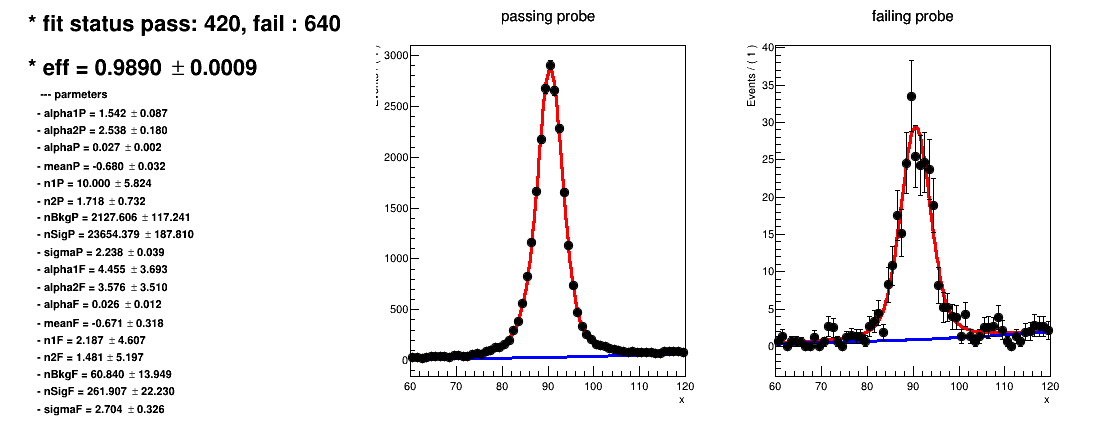 * fit status pass: 420, fail : 640
* eff = 0.9890 ± 0.0009
--- parmeters
- alpha1P = 1.542 ± 0.087
- alpha2P = 2.538 ± 0.180
- alphaP = 0.027 ± 0.002
- meanP = -0.680 ± 0.032
- n1P = 10.000 ± 5.824
- n2P = 1.718 ± 0.732
- nBkgP = 2127.606 ± 117.241
- nSigP = 23654.379 ± 187.810
- sigmaP = 2.238 ± 0.039
- alpha1F = 4.455 ± 3.693
- alpha2F = 3.576 ± 3.510
- alphaF = 0.026 ± 0.012
- meanF = -0.671 ± 0.318
- n1F = 2.187 ± 4.607
- n2F = 1.481 ± 5.197
- nBkgF = 60.840 ± 13.949
- nSigF = 261.907 ± 22.230
- sigmaF = 2.704 ± 0.326
passing probe
3000
2500
2000
1500
1000
500
0
60 70 80 90 100 110 120
x
failing probe
Events / ( 1 )
40
35
30
25
20
15
10
5
0
60 70 80 90 100 110 120
x